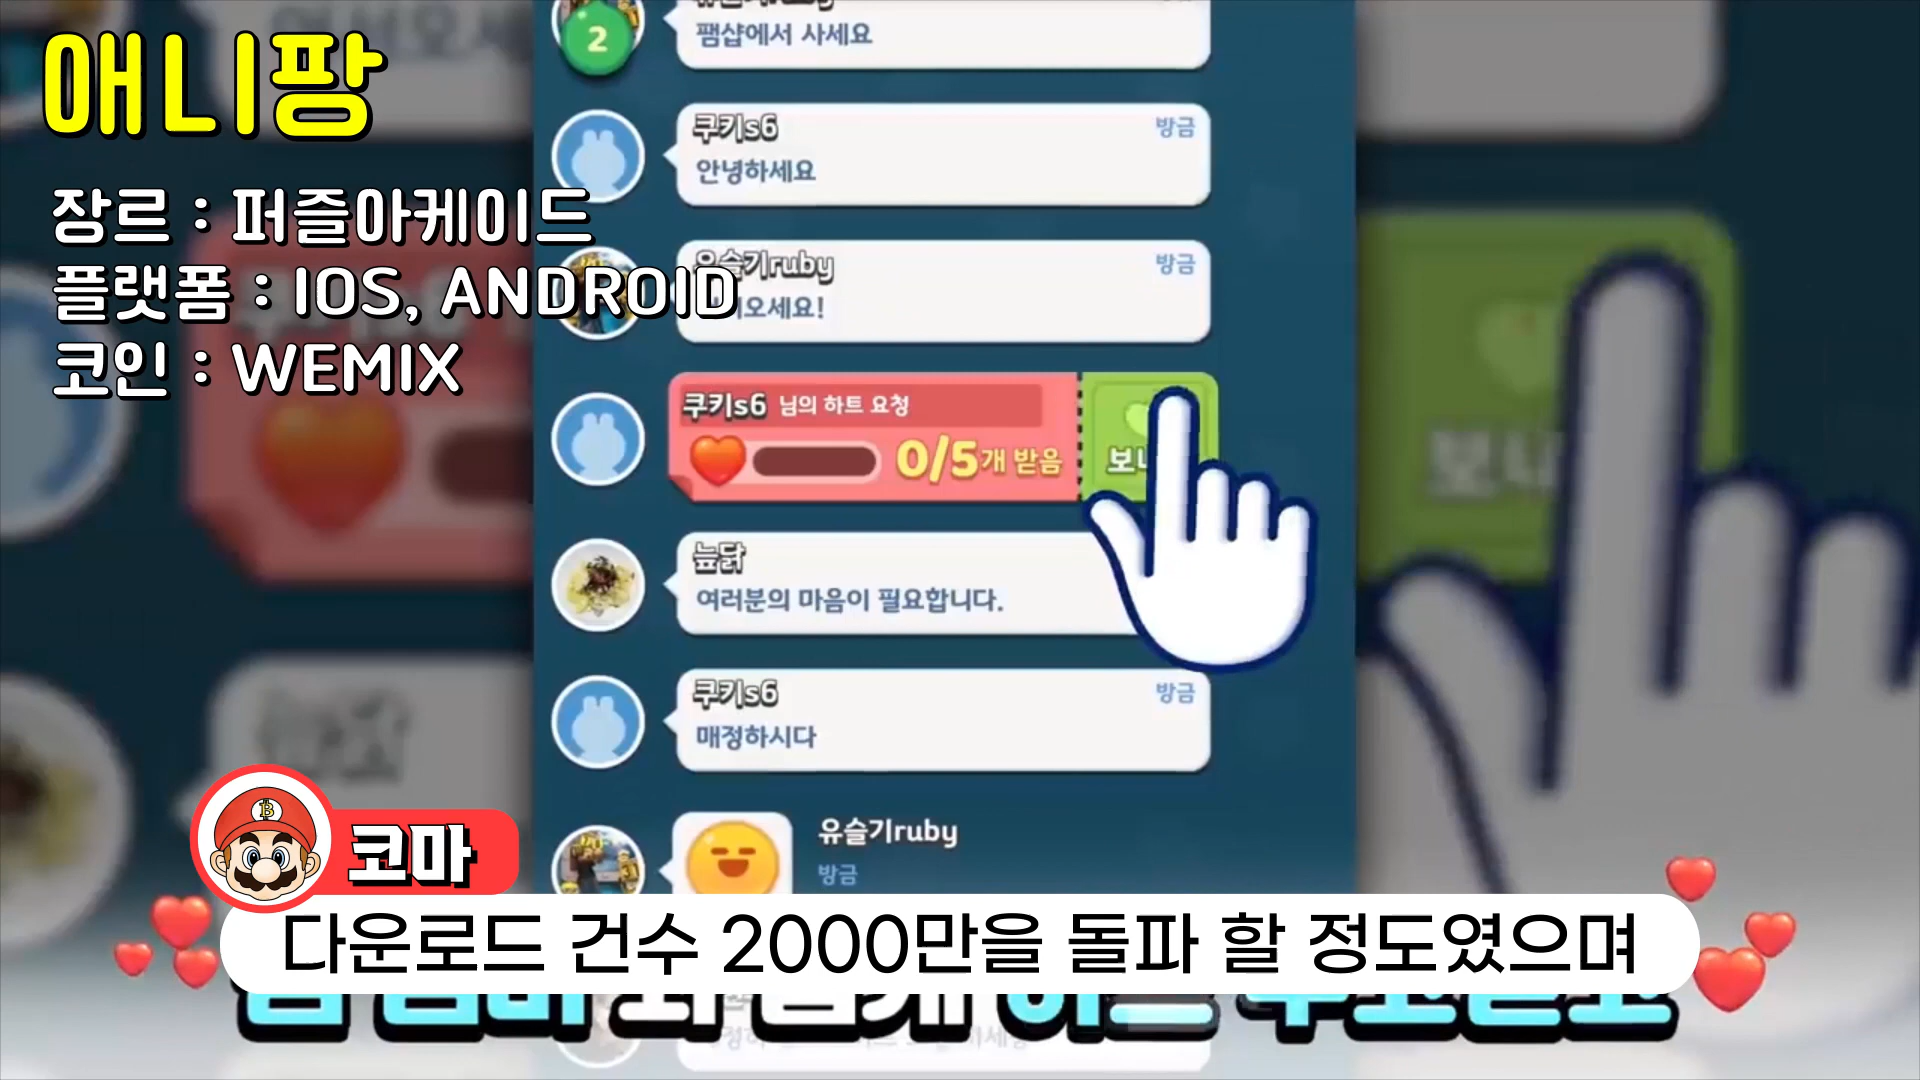 애니팡
장르 : 퍼즐아케이드
플랫폼 : IOS, ANDROID
코인 : WEMIX
2
팸샵에서 사세요
쿠키s6
방금
안녕하세요
유슬기ruby
방금
쿠키s6 님의 하트 요청
0/5개 받음
늪닭
여러분의 마음이 필요합니다.
쿠키s6
방금
매정하시다
유슬기ruby
방금
코마
다운로드 건수 2000만을 돌파 할 정도였으며